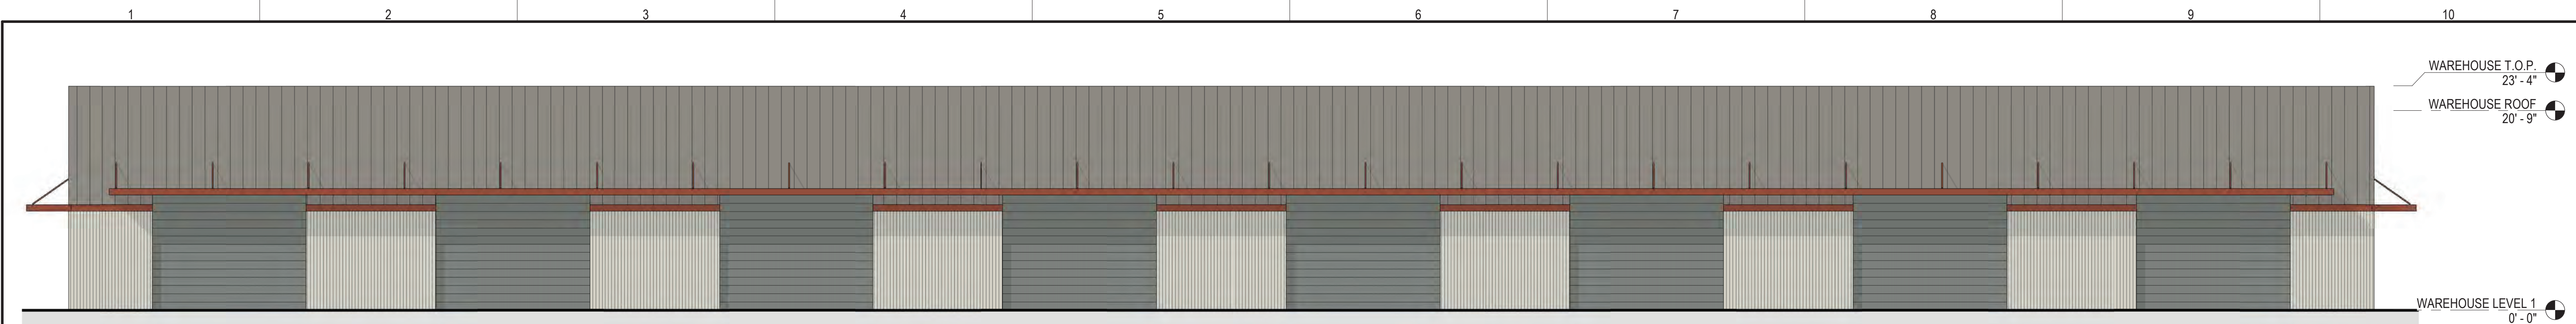 1 2 3 4 5 6 7 8 9 10
WAREHOUSE T.O.P.
23' - 4"
WAREHOUSE ROOF
20' - 9"
WAREHOUSE LEVEL 1
0' - 0"